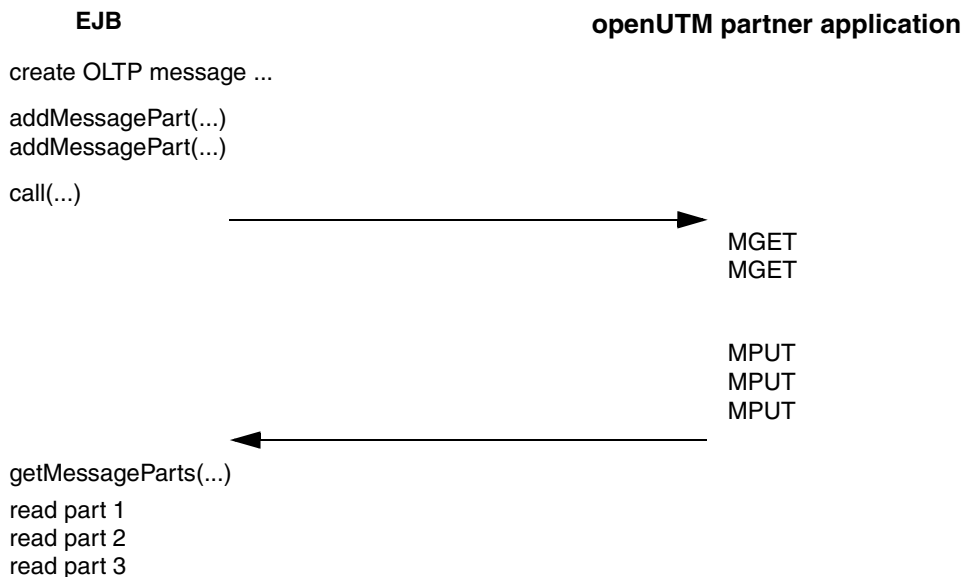 EJB
openUTM partner application
create OLTP message ...
addMessagePart(...)
addMessagePart(...)
call(...)
MGET
MGET
MPUT
MPUT
MPUT
getMessageParts(...)
read part 1
read part 2
read part 3